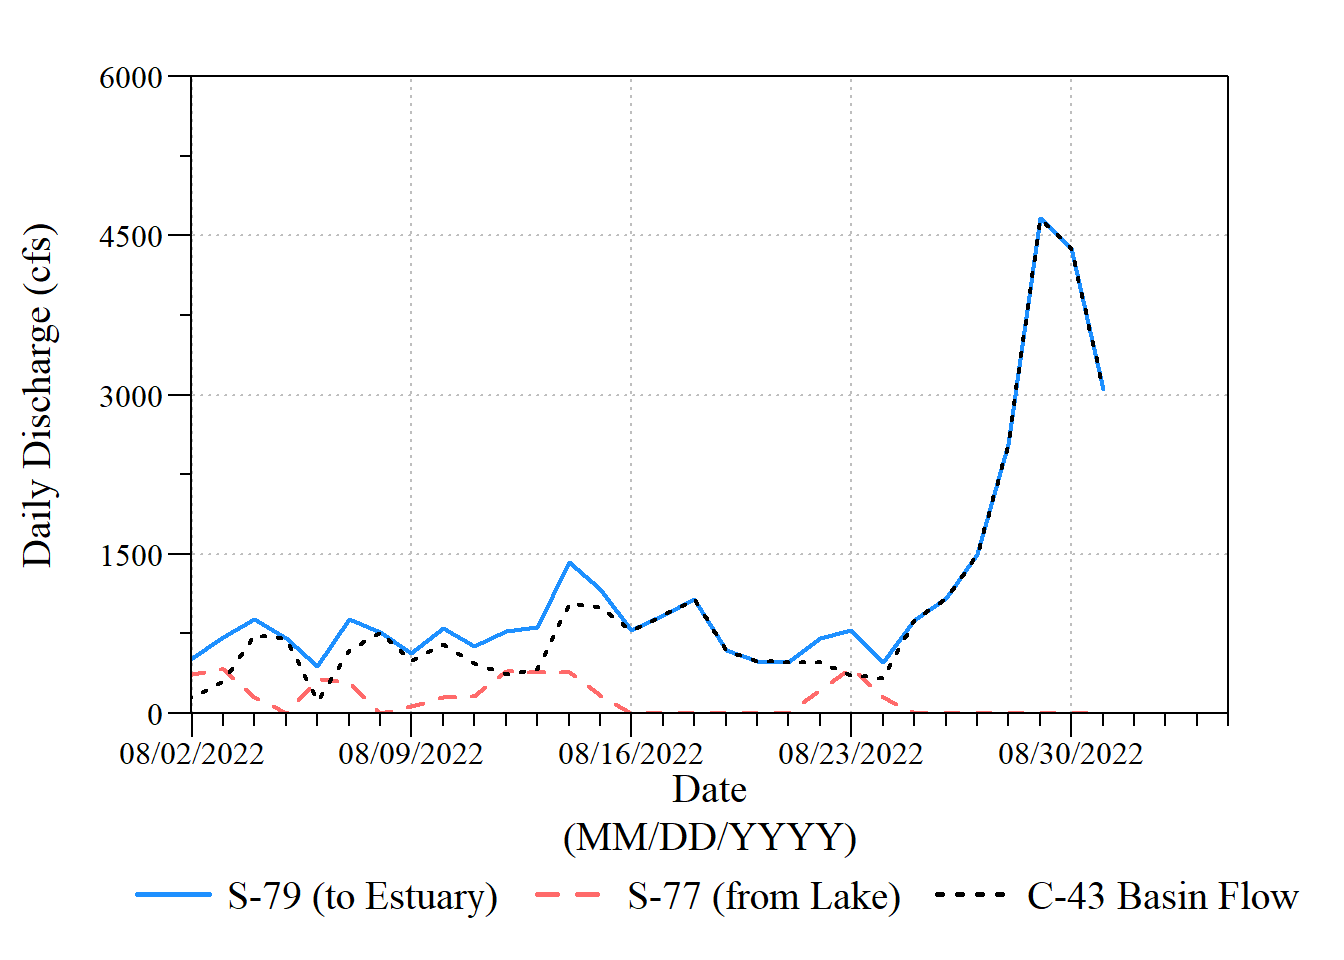 6000
4500
3000
1500
0
Daily Discharge (cfs)
08/02/2022 08/09/2022 08/16/2022 08/23/2022 08/30/2022
Date
(MM/DD/YYYY)
S-79 (to Estuary) S-77 (from Lake) C-43 Basin Flow